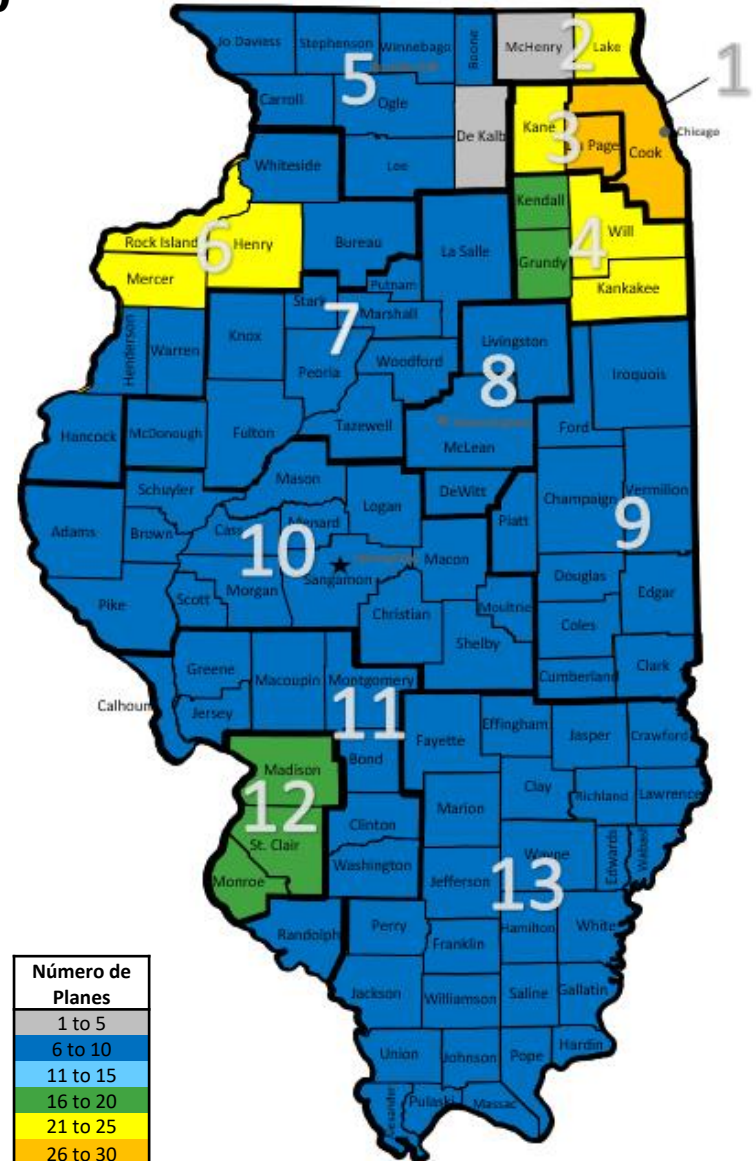 Jo Daviess
Stephenson
Winnebago
Boone
McHenry
2
Lake
1
5
Carroll
Ogle
De Kalb
Kane
3
Page
Cook
Chicago
Whiteside
Lee
Kendall
Will
4
Rock Island
6
Henry
Bureau
La Salle
Grundy
Mercer
Kankakee
Putnam
Stark
7
Marshall
Henderson
Warren
Knox
Peoria
Woodford
Livingston
8
Iroquois
Hancock
McDonough
Fulton
Tazewell
McLean
Ford
Mason
Schuyler
Logan
DeWitt
Champaign
Vermilion
9
Adams
Brown
Cass
Menard
10
Sangamon
Macon
Piatt
Pike
Scott
Morgan
Christian
Moultrie
Douglas
Edgar
Coles
Shelby
Greene
Macoupin
Montgomery
Cumberland
Clark
Calhoun
Jersey
11
Fayette
Effingham
Jasper
Crawford
Bond
Madison
12
Marion
Clay
Richland
Lawrence
Clinton
St. Clair
Washington
Jefferson
Wayne
13
Edwards
Wabash
Monroe
Randolph
Perry
Franklin
Hamilton
White
Jackson
Williamson
Saline
Gallatin
Union
Johnson
Pope
Hardin
Alexander
Pulaski
Massac
Número de
Planes
1 to 5
6 to 10
11 to 15
16 to 20
21 to 25
26 to 30